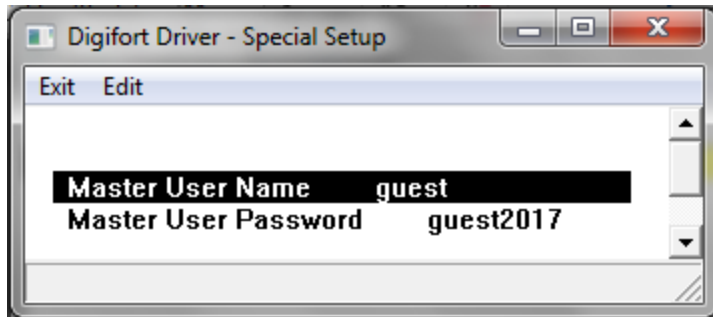 Digifort Driver - Special Setup
Exit Edit
Master User Name guest
Master User Password guest2017